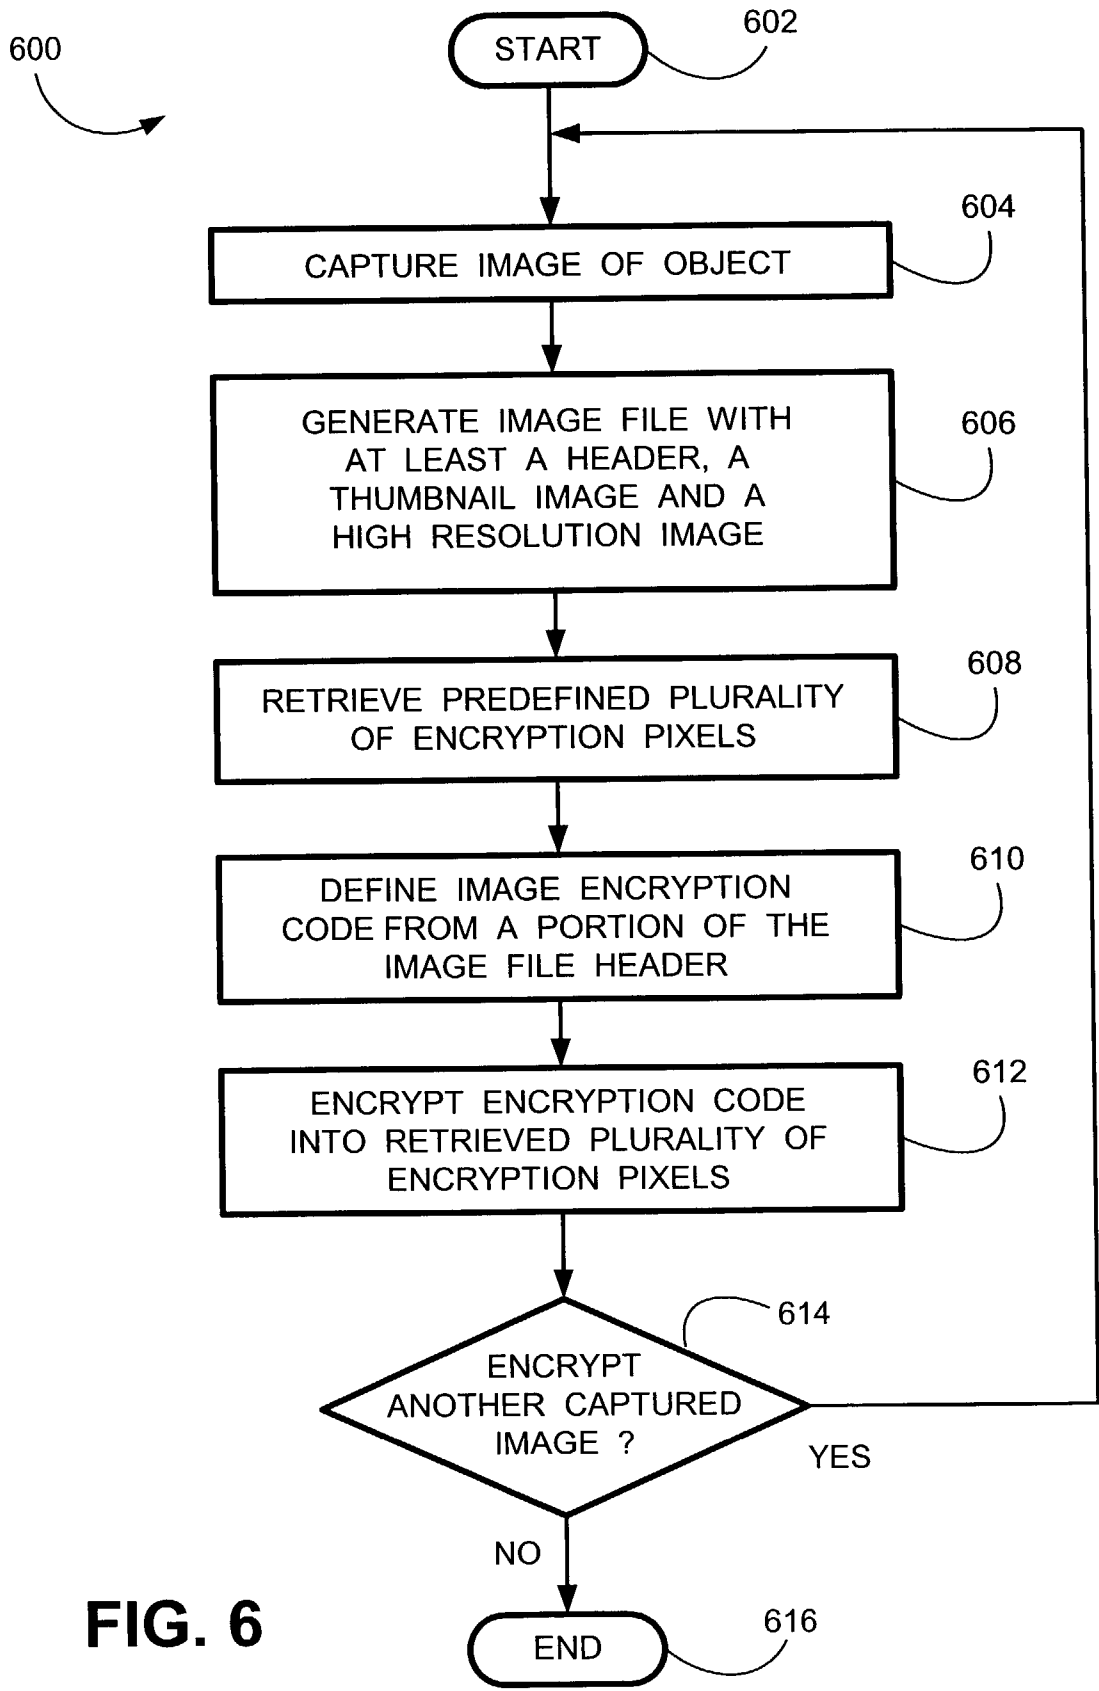 600
START
602
604
CAPTURE IMAGE OF OBJECT
606
GENERATE IMAGE FILE WITH
AT LEAST A HEADER, A
THUMBNAIL IMAGE AND A
HIGH RESOLUTION IMAGE
608
RETRIEVE PREDEFINED PLURALITY
OF ENCRYPTION PIXELS
610
DEFINE IMAGE ENCRYPTION
CODE FROM A PORTION OF THE
IMAGE FILE HEADER
612
ENCRYPT ENCRYPTION CODE
INTO RETRIEVED PLURALITY OF
ENCRYPTION PIXELS
614
ENCRYPT
ANOTHER CAPTURED
IMAGE ?
YES
NO
FIG. 6
END
616